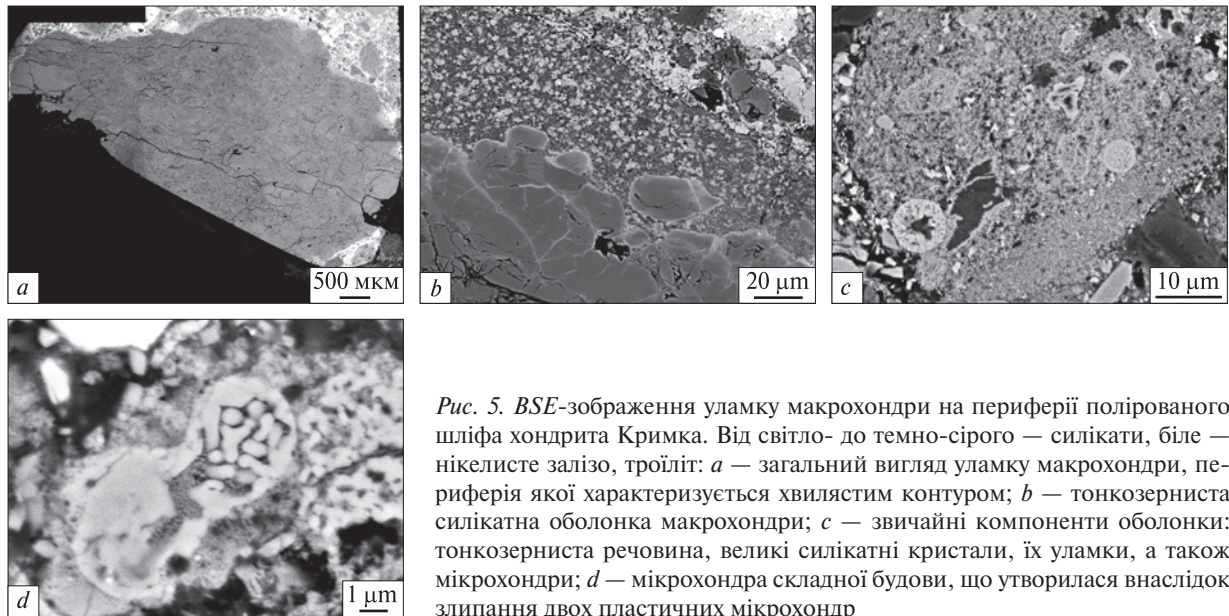 a
500 мкм
b
20 μm
c
10 μm
d
1 μm
Рис. 5. BSE-зображення уламку макрохондри на периферії полірованого
шліфа хондрита Кримка. Від світло- до темно-сірого — силікати, біле —
нікелисте залізо, троїліт: a — загальний вигляд уламку макрохондри, пе-
риферія якої характеризується хвилястим контуром; b — тонкозерниста
силікатна оболонка макрохондри; c — звичайні компоненти оболонки:
тонкозерниста речовина, великі силікатні кристали, їх уламки, а також
мікрохондри; d — мікрохондра складної будови, що утворилася внаслідок
злипання двох пластичних мікрохондр